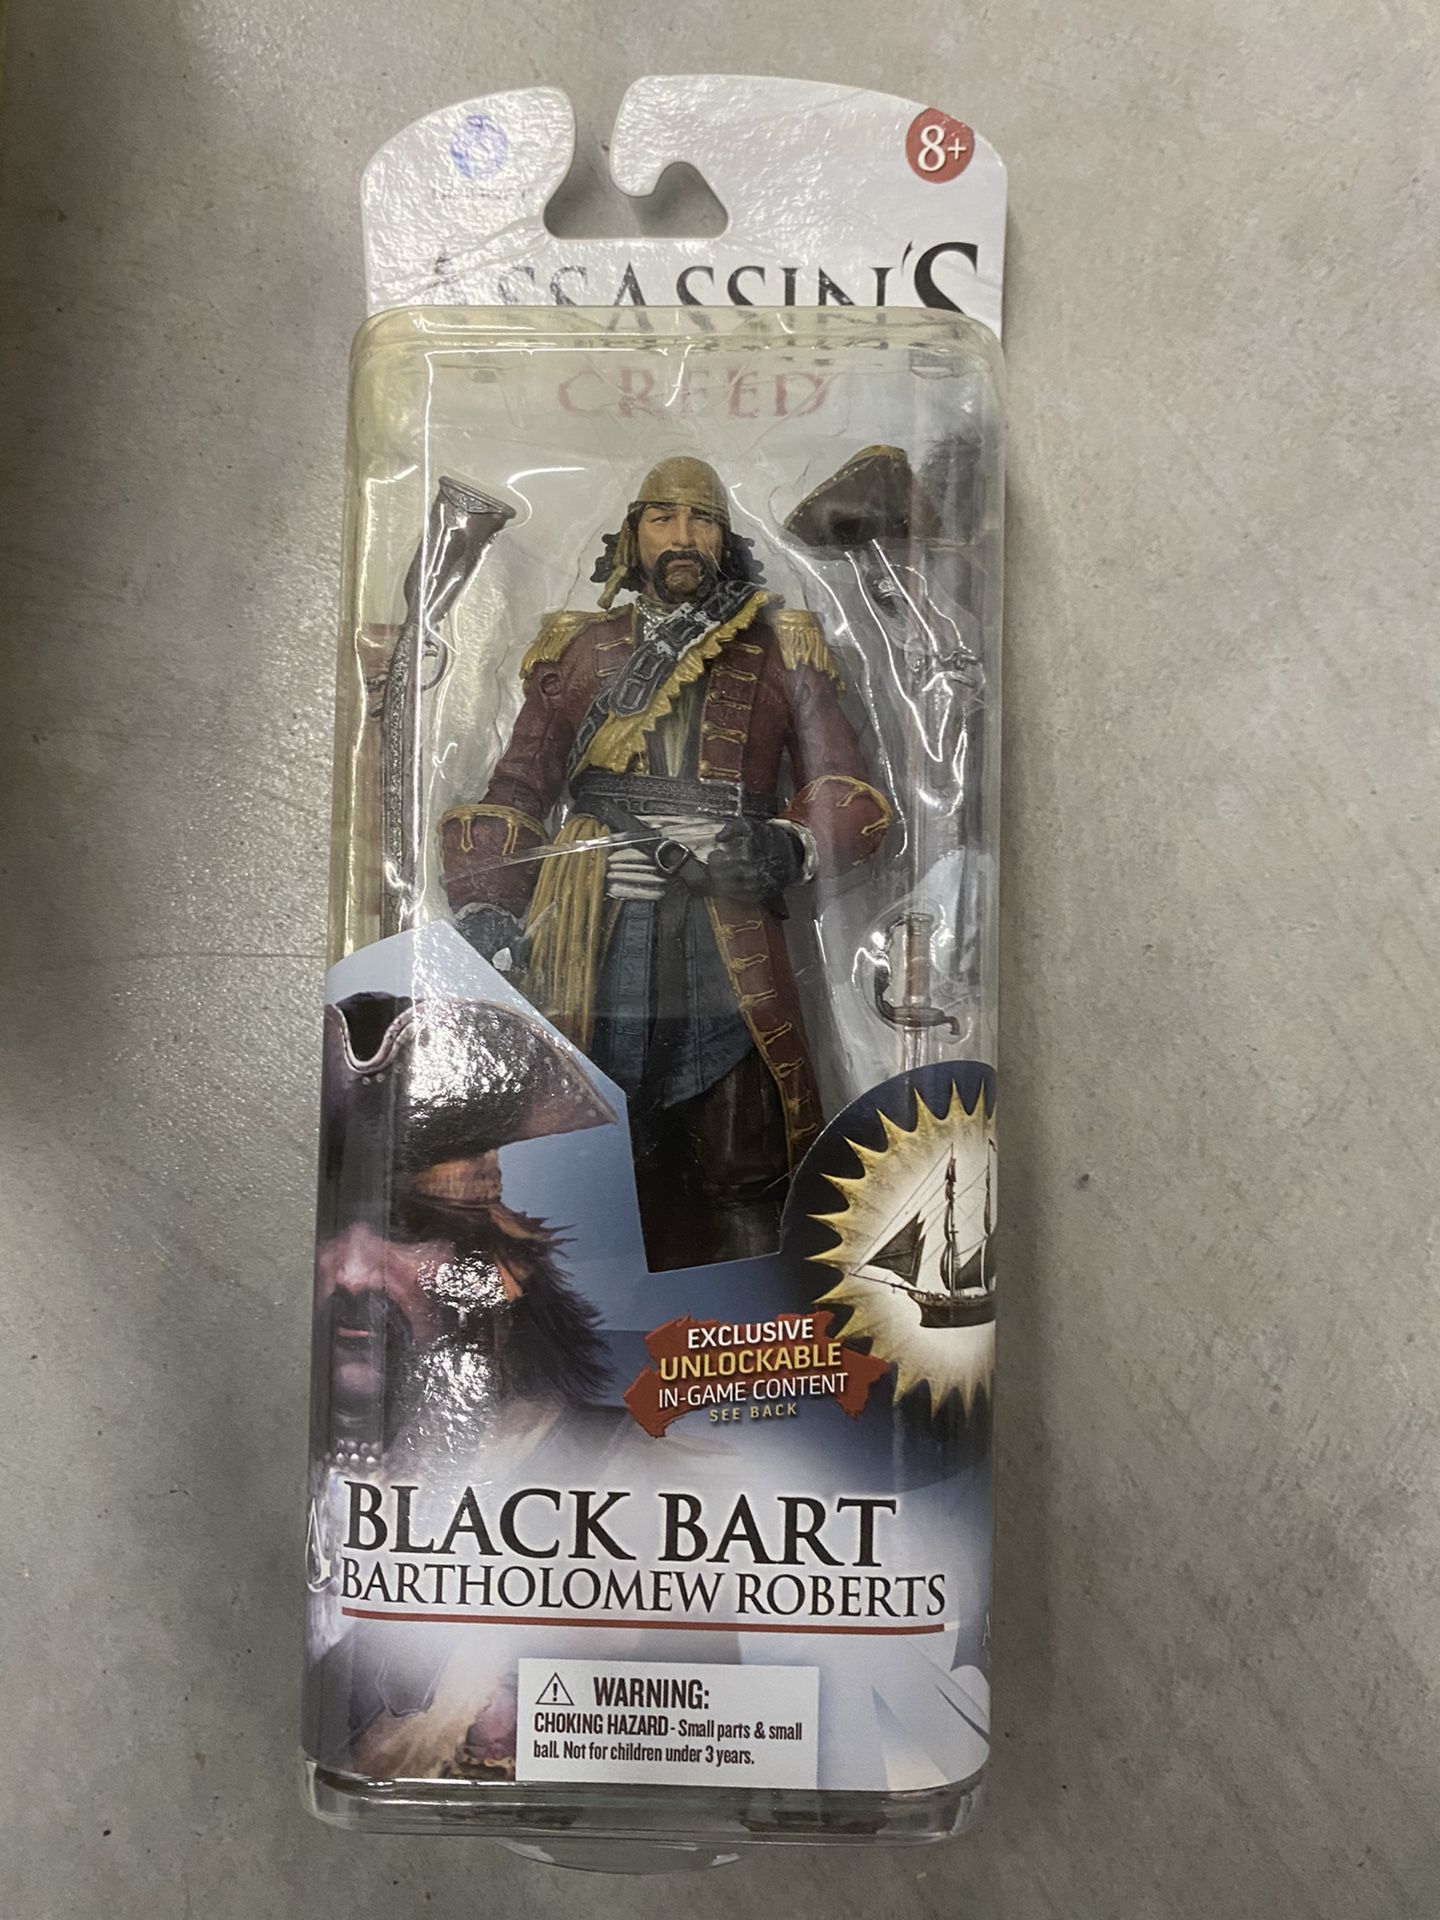 8+
ASSASSIN'S
CREED
EXCLUSIVE
UNLOCKABLE
IN-GAME CONTENT
SEE BACK
BLACK BART
BARTHOLOMEW ROBERTS
WARNING:
CHOKING HAZARD - Small parts & small
ball. Not for children under 3 years.